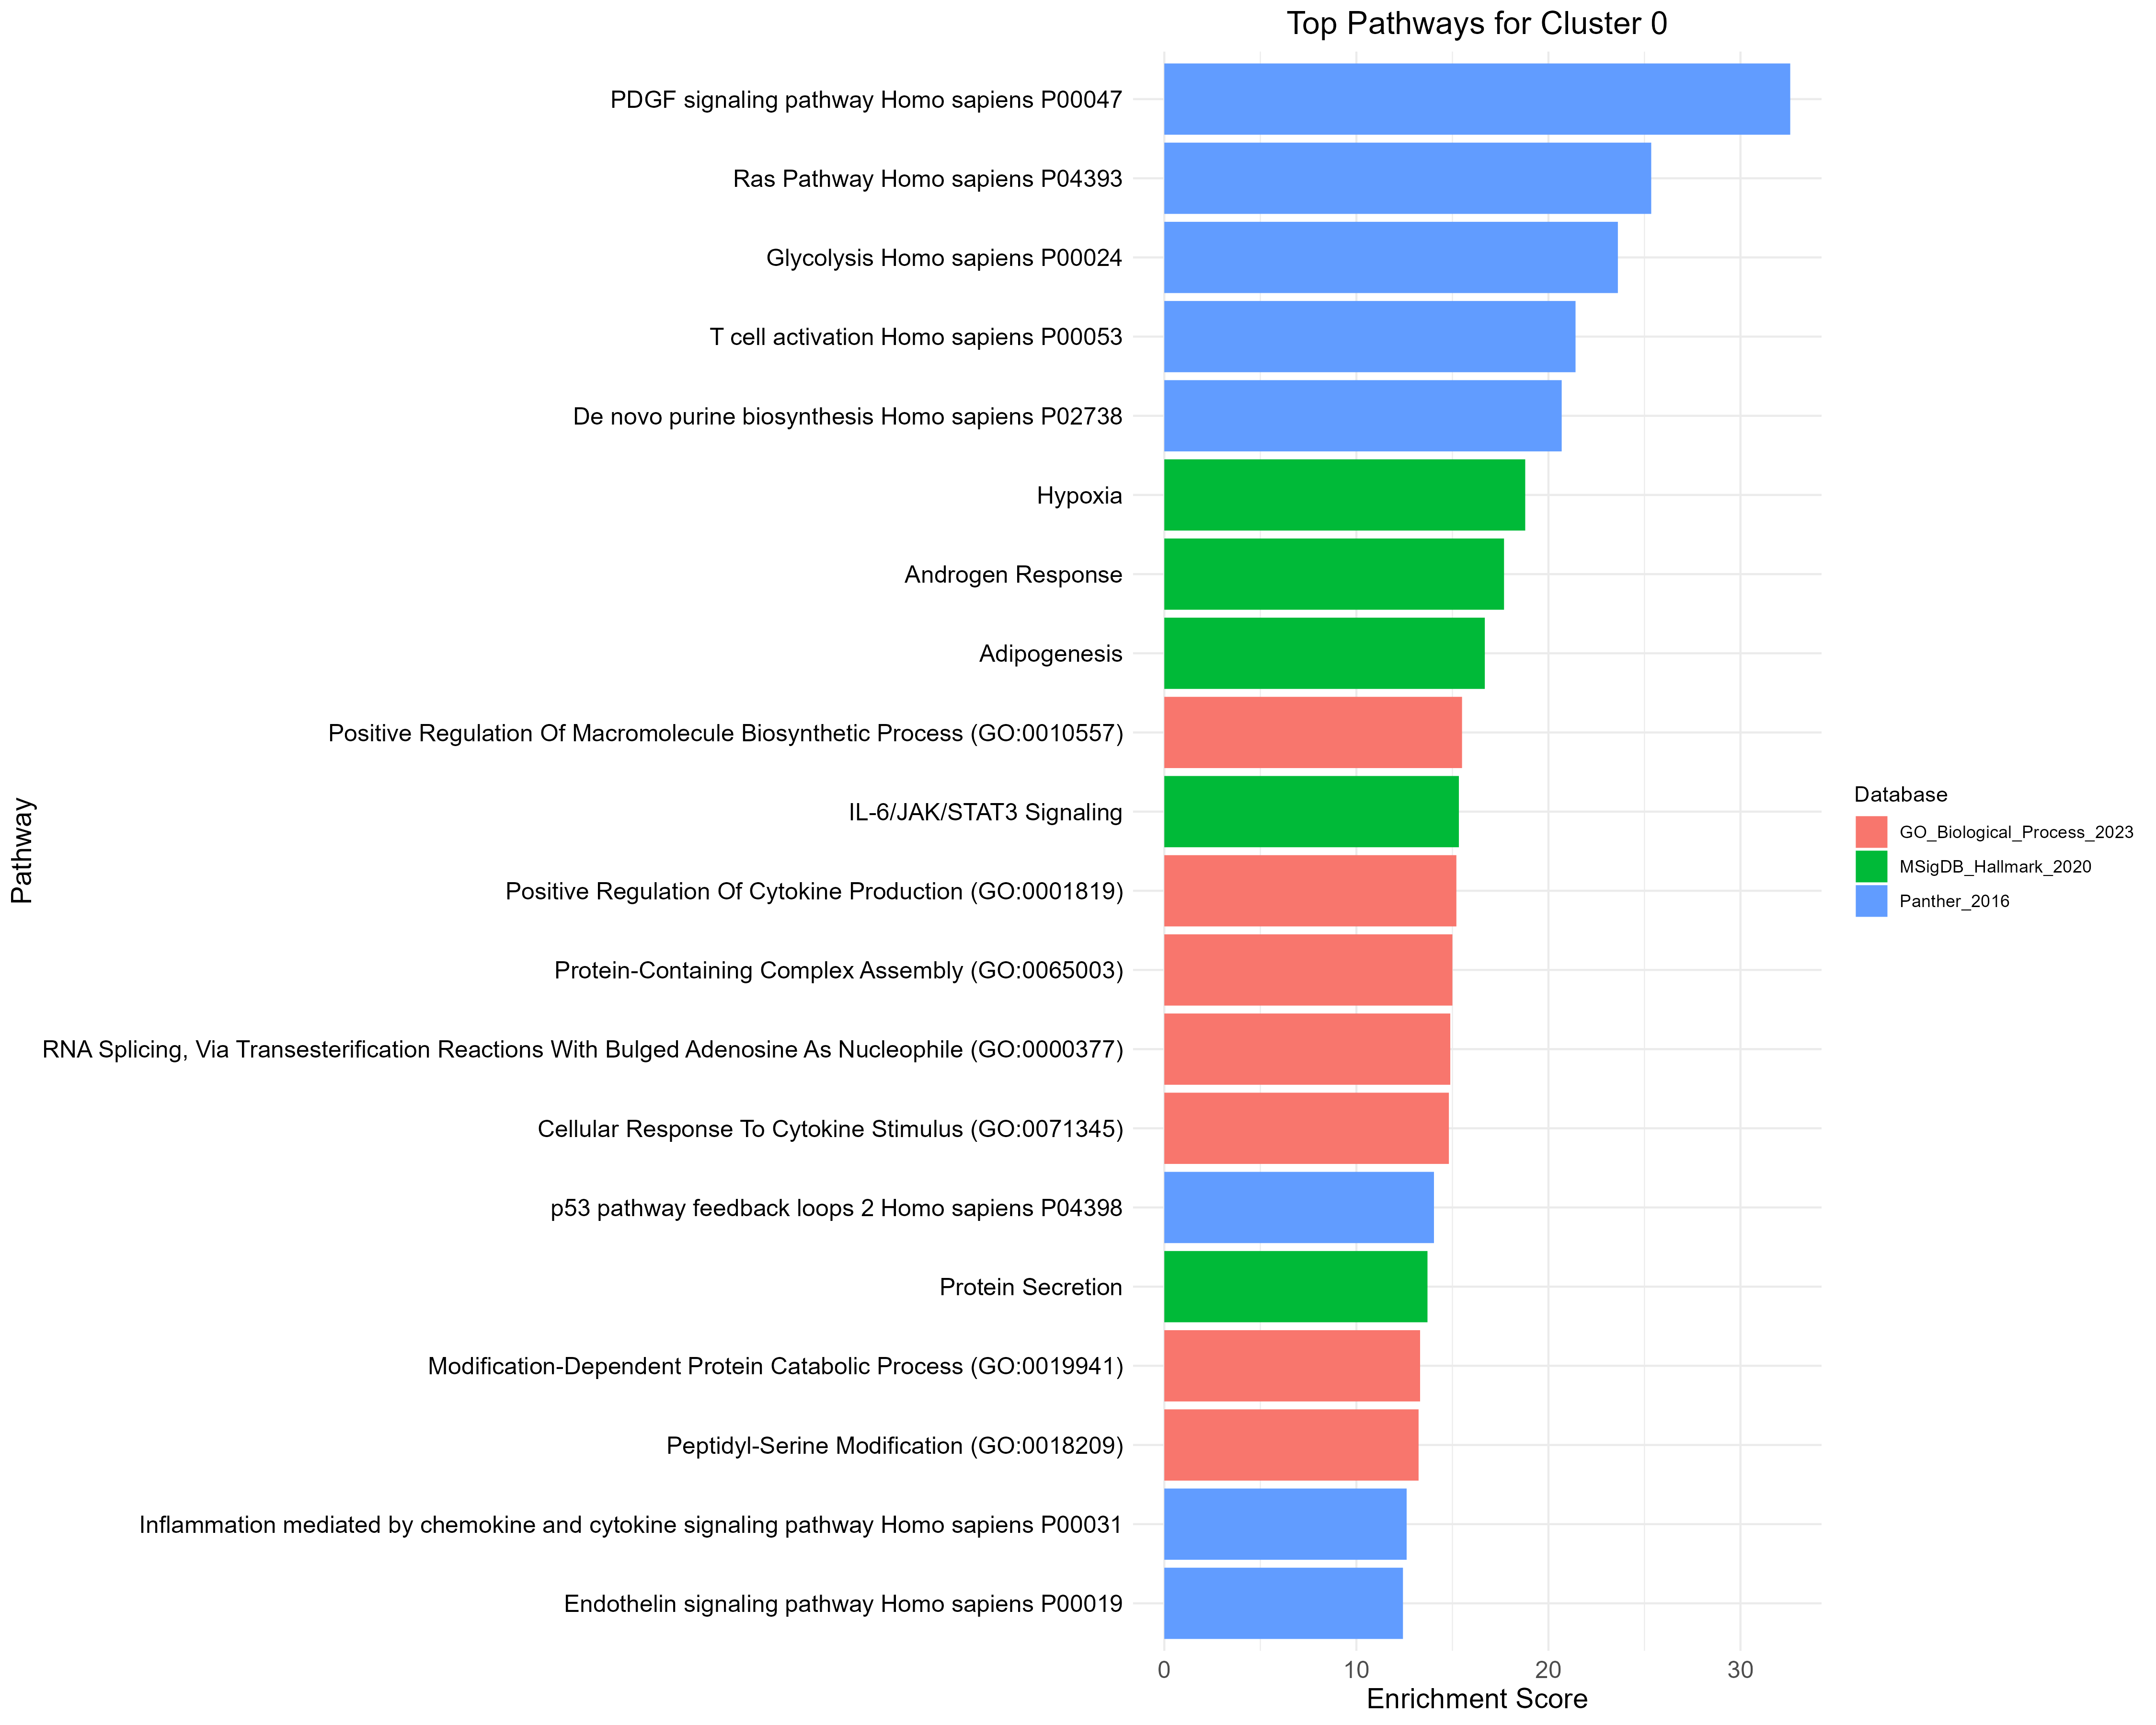 Top Pathways for Cluster 0
PDGF signaling pathway Homo sapiens P00047
Ras Pathway Homo sapiens P04393
Glycolysis Homo sapiens P00024
T cell activation Homo sapiens P00053
De novo purine biosynthesis Homo sapiens P02738
Hypoxia
Androgen Response
Adipogenesis
Positive Regulation Of Macromolecule Biosynthetic Process (GO:0010557)
IL-6/JAK/STAT3 Signaling
Positive Regulation Of Cytokine Production (GO:0001819)
Protein-Containing Complex Assembly (GO:0065003)
RNA Splicing, Via Transesterification Reactions With Bulged Adenosine As Nucleophile (GO:0000377)
Cellular Response To Cytokine Stimulus (GO:0071345)
p53 pathway feedback loops 2 Homo sapiens P04398
Protein Secretion
Modification-Dependent Protein Catabolic Process (GO:0019941)
Peptidyl-Serine Modification (GO:0018209)
Inflammation mediated by chemokine and cytokine signaling pathway Homo sapiens P00031
Endothelin signaling pathway Homo sapiens P00019
Pathway
0 10 20 30
Enrichment Score
Database
GO_Biological_Process_2023
MSigDB_Hallmark_2020
Panther_2016